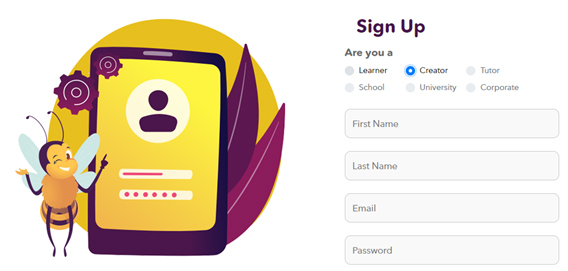 Sign Up
Are you a
Learner Creator Tutor
School University Corporate
First Name
Last Name
Email
Password